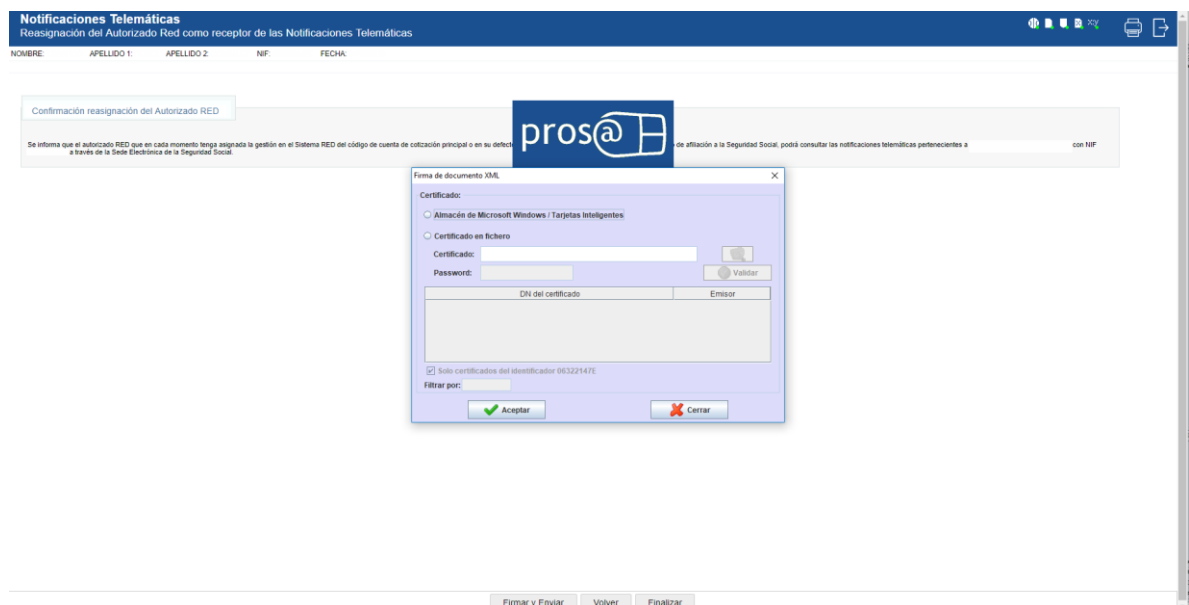 Notificaciones Telemáticas
Reasignación del Autorizado Red como receptor de las Notificaciones Telemáticas
NOMBRE: APELLIDO 1: APELLIDO 2: NIF: FECHA:
Confirmación reasignación del Autorizado RED
pros@
Se informa que el autorizado RED que en cada momento tenga asignada la gestión en el Sistema RED del código de cuenta de cotización principal o en su defecto de afiliación a la Seguridad Social, podrá consultar las notificaciones telemáticas pertenecientes a con NIF
a través de la Sede Electrónica de la Seguridad Social.
Firma de documento XML
Certificado:
Almacén de Microsoft Windows / Tarjetas Inteligentes
Certificado en fichero
Certificado:
Password: Validar
DN del certificado Emisor
Solo certificados del identificador 06322147E
Filtrar por:
Aceptar Cerrar
Firmar y Enviar Volver Finalizar